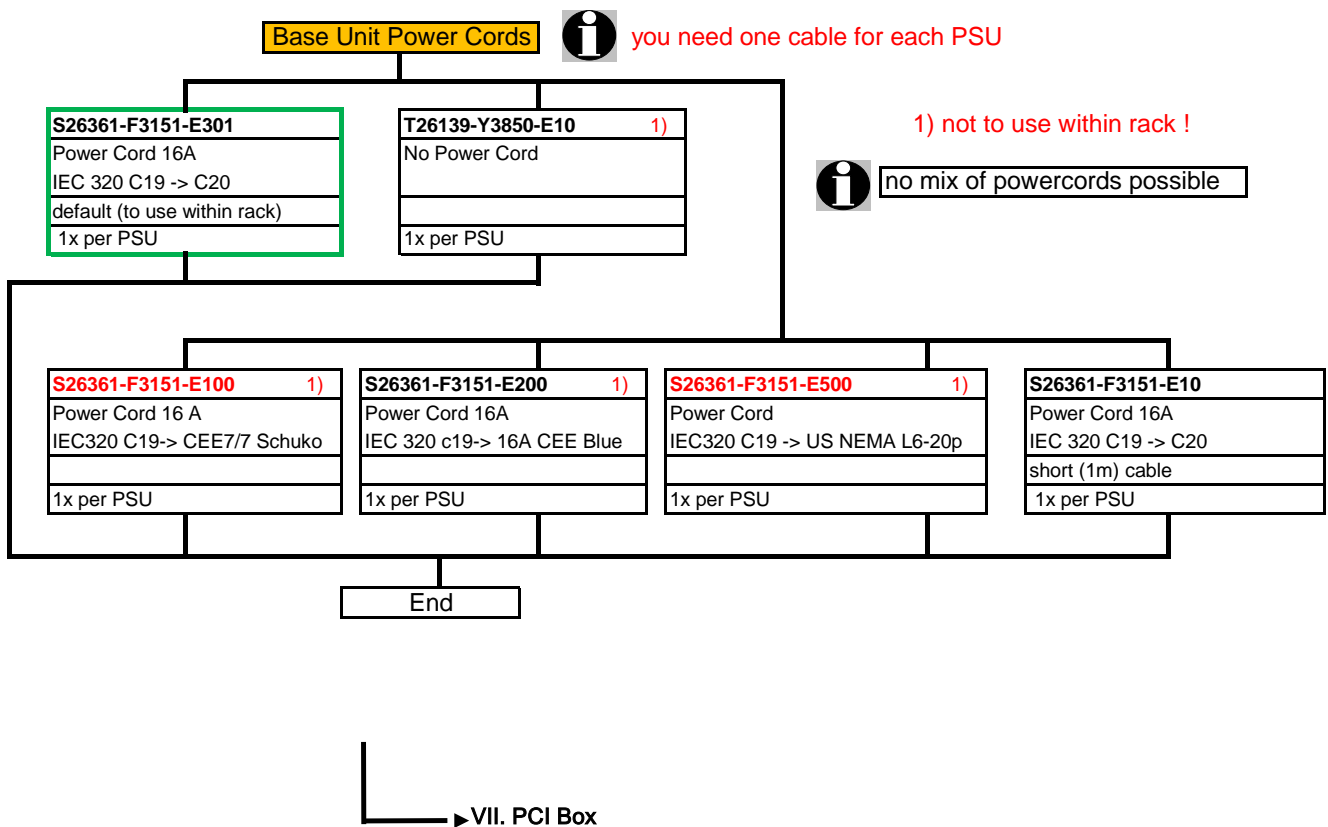 Base Unit Power Cords
you need one cable for each PSU
S26361-F3151-E301
Power Cord 16A
IEC 320 C19 -> C20
default (to use within rack)
1x per PSU
T26139-Y3850-E10 1)
No Power Cord
1x per PSU
1) not to use within rack !
no mix of powercords possible
S26361-F3151-E100 1)
Power Cord 16 A
IEC320 C19-> CEE7/7 Schuko
1x per PSU
S26361-F3151-E200 1)
Power Cord 16A
IEC 320 c19-> 16A CEE Blue
1x per PSU
S26361-F3151-E500 1)
Power Cord
IEC320 C19 -> US NEMA L6-20p
1x per PSU
S26361-F3151-E10
Power Cord 16A
IEC 320 C19 -> C20
short (1m) cable
1x per PSU
End
VII. PCI Box